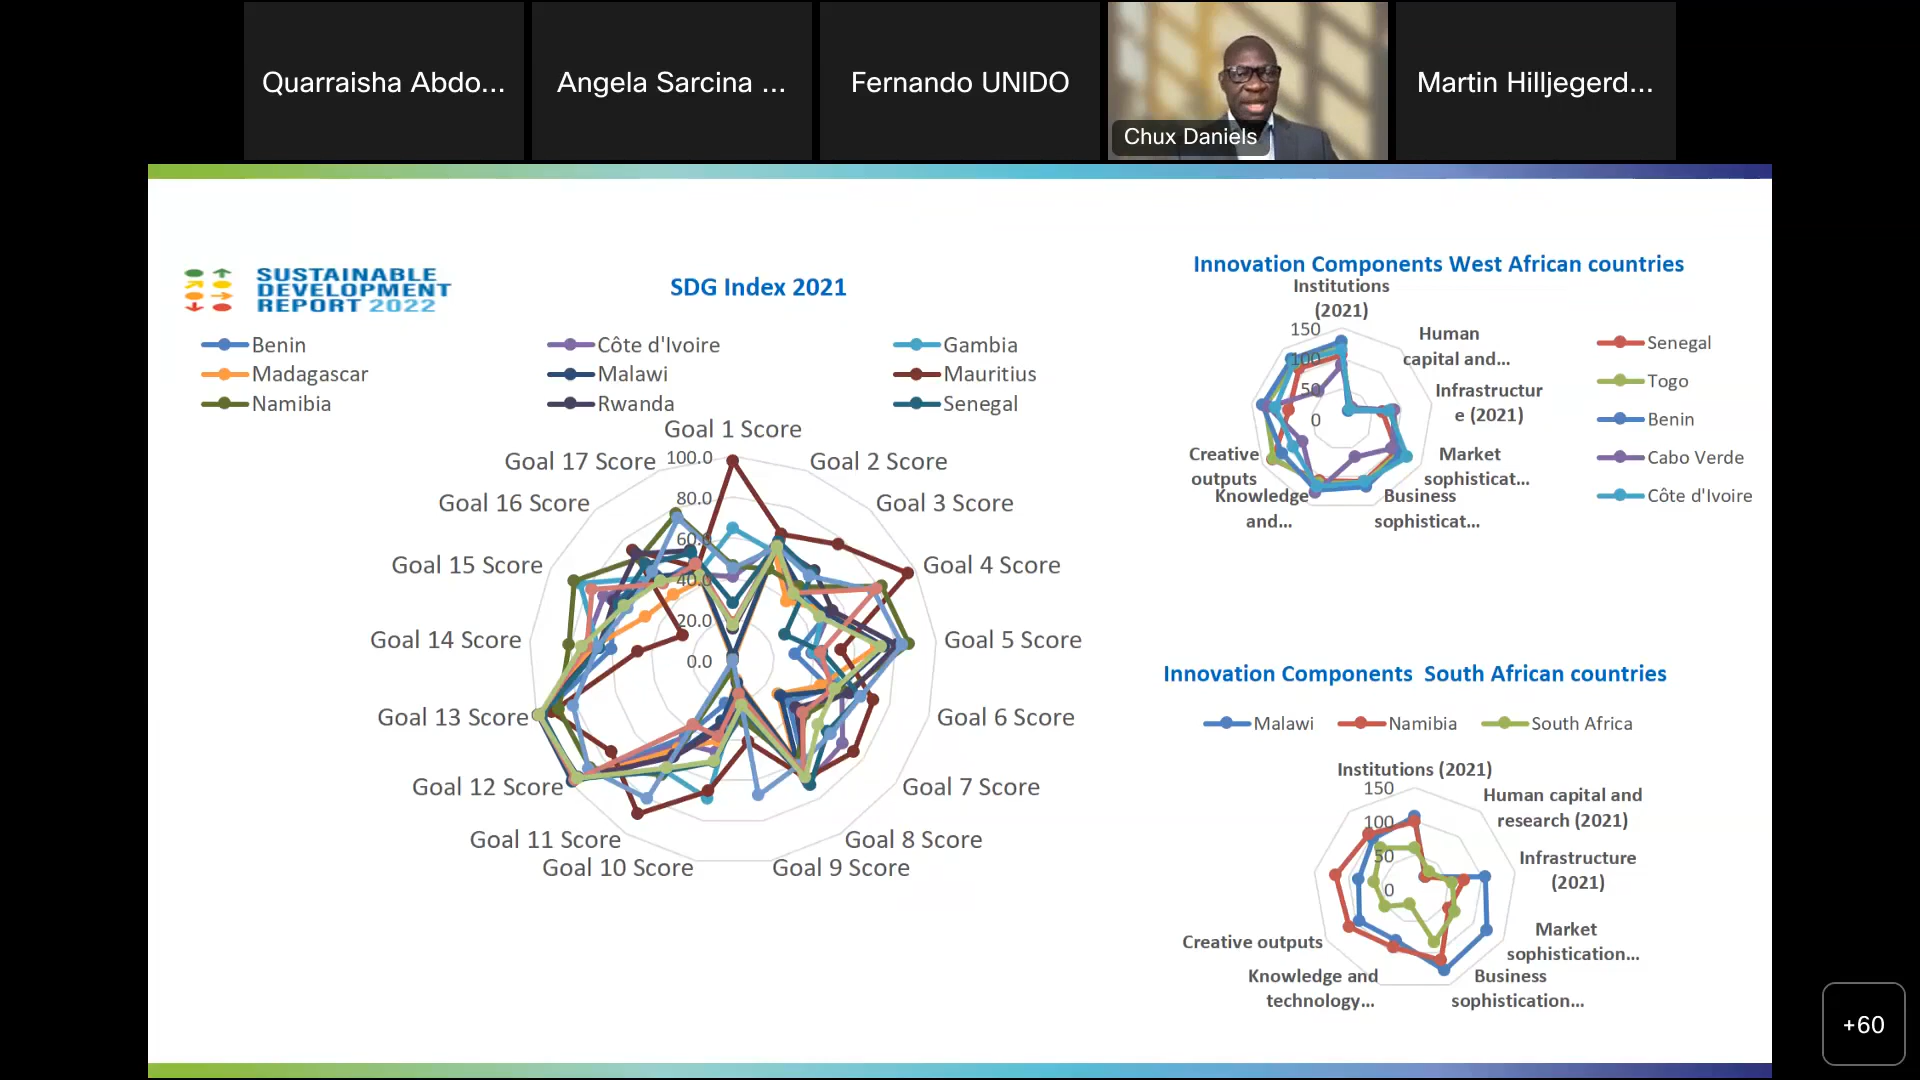 Quarraisha Abdo...
Angela Sarcina ...
Fernando UNIDO
Chux Daniels
Martin Hilljegerd...
SUSTAINABLE
DEVELOPMENT
REPORT 2022
SDG Index 2021
Benin
Côte d'Ivoire
Gambia
Madagascar
Malawi
Mauritius
Namibia
Rwanda
Senegal
Goal 1 Score
Goal 2 Score
Goal 3 Score
Goal 4 Score
Goal 5 Score
Goal 6 Score
Goal 7 Score
Goal 8 Score
Goal 9 Score
Goal 10 Score
Goal 11 Score
Goal 12 Score
Goal 13 Score
Goal 14 Score
Goal 15 Score
Goal 16 Score
Goal 17 Score
100.0
80.0
60.0
40.0
20.0
0.0
Innovation Components West African countries
Institutions
(2021)
Human
capital and...
Infrastructur
e (2021)
Market
sophisticat...
Business
sophisticat...
Knowledge
and...
Creative
outputs
150
100
50
0
Senegal
Togo
Benin
Cabo Verde
Côte d'Ivoire
Innovation Components South African countries
Malawi
Namibia
South Africa
Institutions (2021)
Human capital and
research (2021)
Infrastructure
(2021)
Market
sophistication...
Business
sophistication...
Knowledge and
technology...
Creative outputs
150
100
50
0
+60